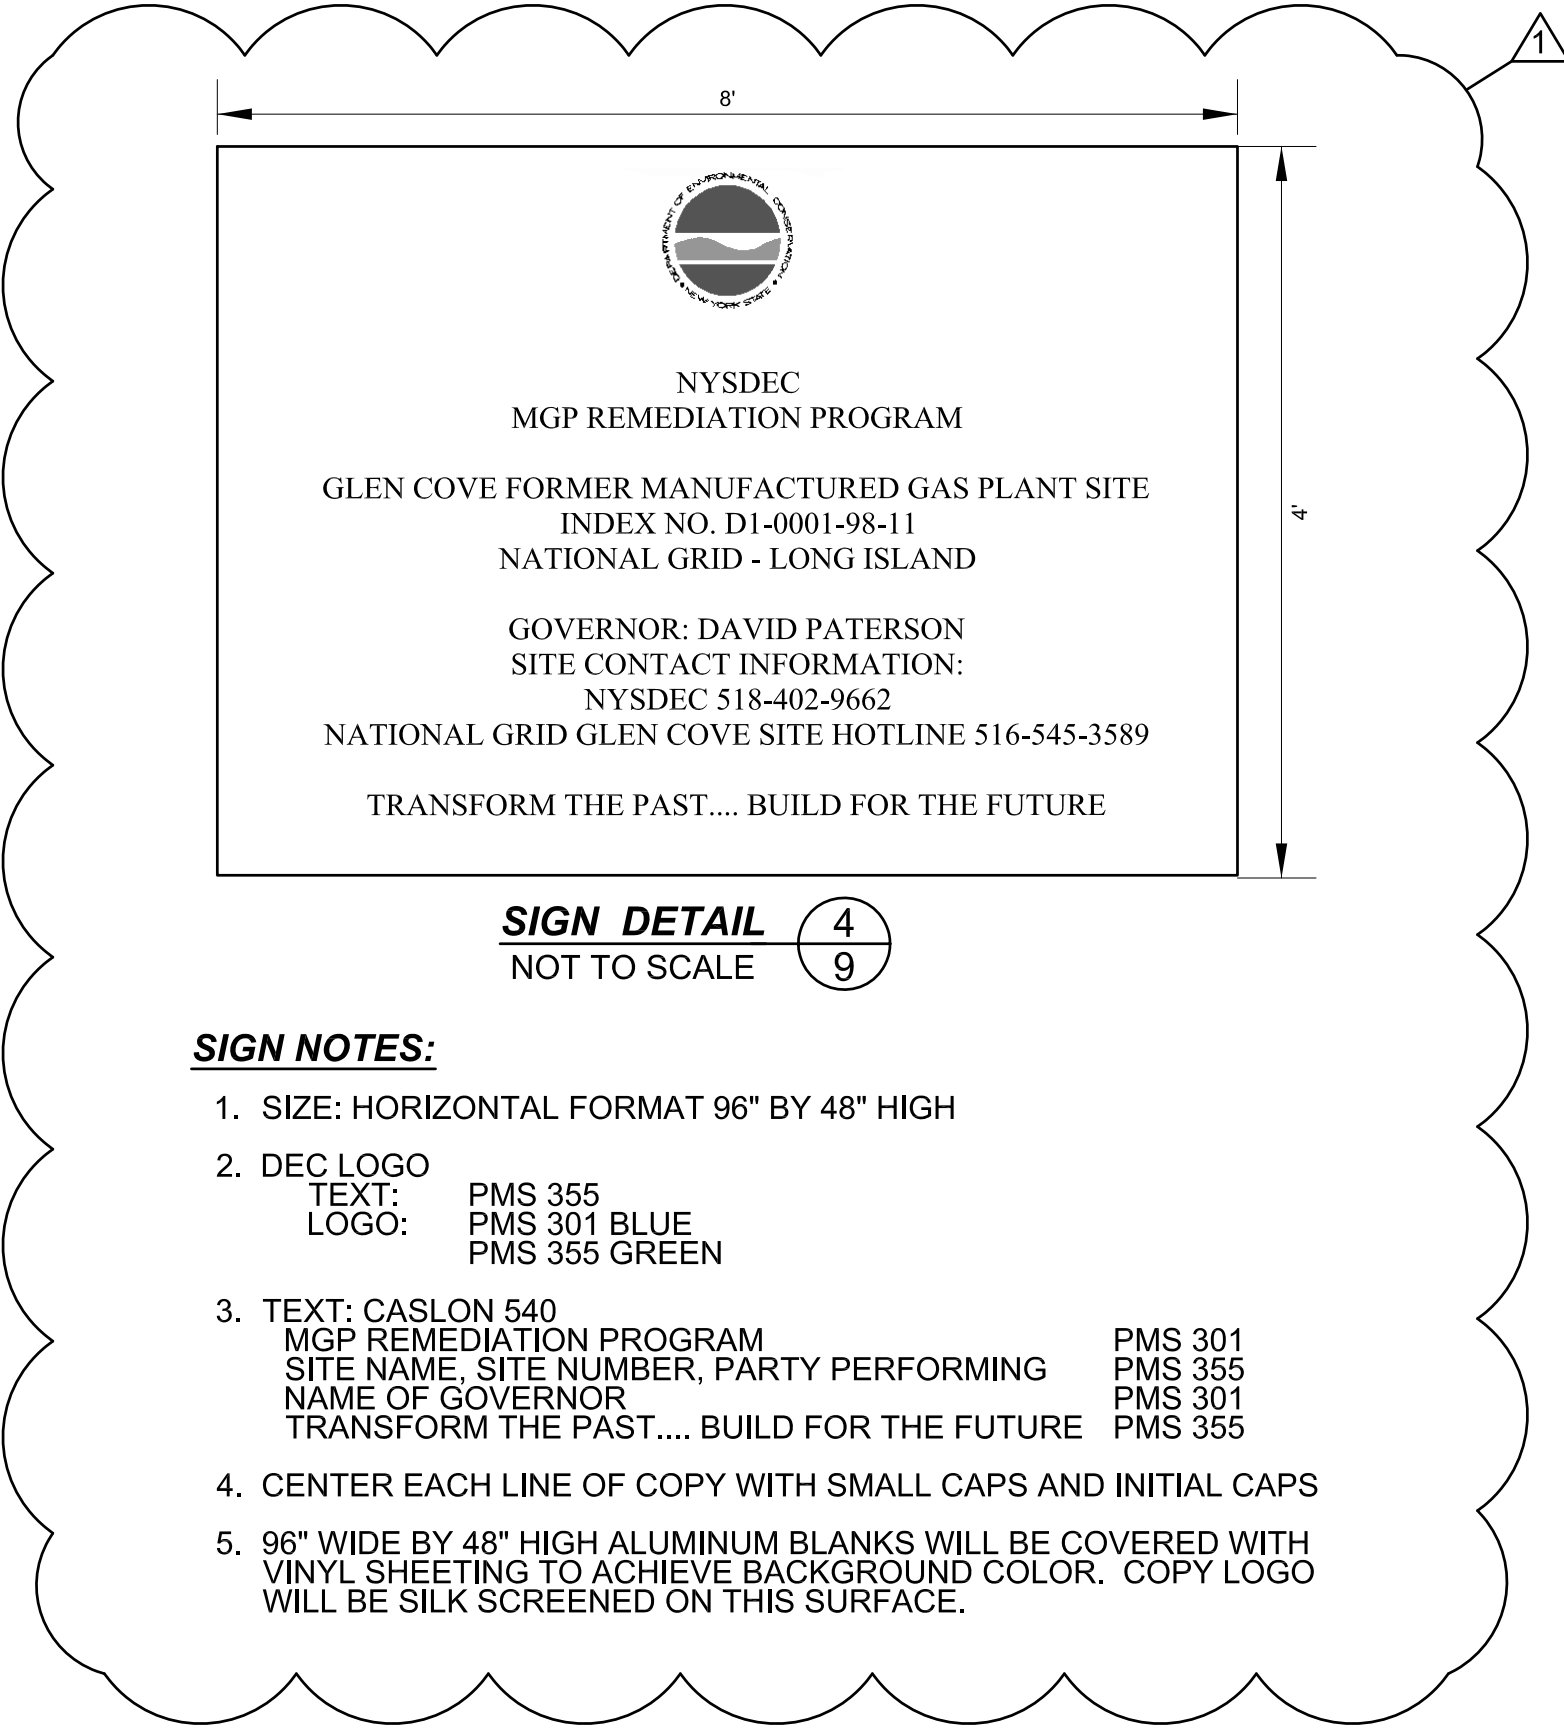 1
8'
DEPARTMENT OF ENVIRONMENTAL CONSERVATION
NEW YORK STATE
NYSDEC
MGP REMEDIATION PROGRAM
GLEN COVE FORMER MANUFACTURED GAS PLANT SITE
INDEX NO. D1-0001-98-11
NATIONAL GRID - LONG ISLAND
4'
GOVERNOR: DAVID PATERSON
SITE CONTACT INFORMATION:
NYSDEC 518-402-9662
NATIONAL GRID GLEN COVE SITE HOTLINE 516-545-3589
TRANSFORM THE PAST.... BUILD FOR THE FUTURE
SIGN DETAIL 4
NOT TO SCALE 9
SIGN NOTES:
1. SIZE: HORIZONTAL FORMAT 96" BY 48" HIGH
2. DEC LOGO
TEXT: PMS 355
LOGO: PMS 301 BLUE
PMS 355 GREEN
3. TEXT: CASLON 540
MGP REMEDIATION PROGRAM PMS 301
SITE NAME, SITE NUMBER, PARTY PERFORMING PMS 355
NAME OF GOVERNOR PMS 301
TRANSFORM THE PAST.... BUILD FOR THE FUTURE PMS 355
4. CENTER EACH LINE OF COPY WITH SMALL CAPS AND INITIAL CAPS
5. 96" WIDE BY 48" HIGH ALUMINUM BLANKS WILL BE COVERED WITH
VINYL SHEETING TO ACHIEVE BACKGROUND COLOR. COPY LOGO
WILL BE SILK SCREENED ON THIS SURFACE.